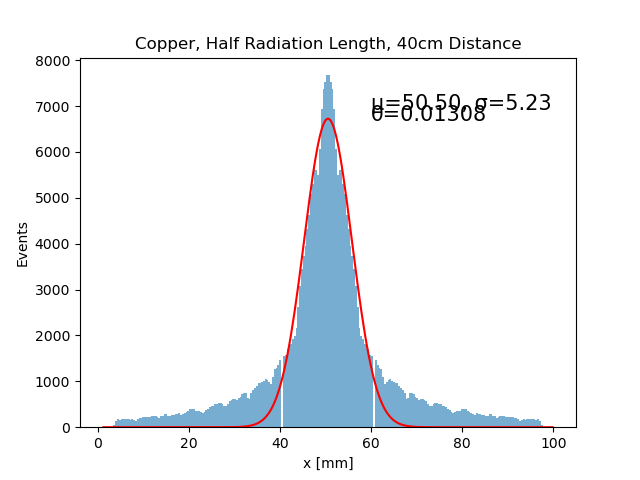 Copper, Half Radiation Length, 40cm Distance
8000
7000
6000
5000
4000
3000
2000
1000
0
Events
μ=50.50, σ=5.23
θ=0.01308
0 20 40 60 80 100
x [mm]